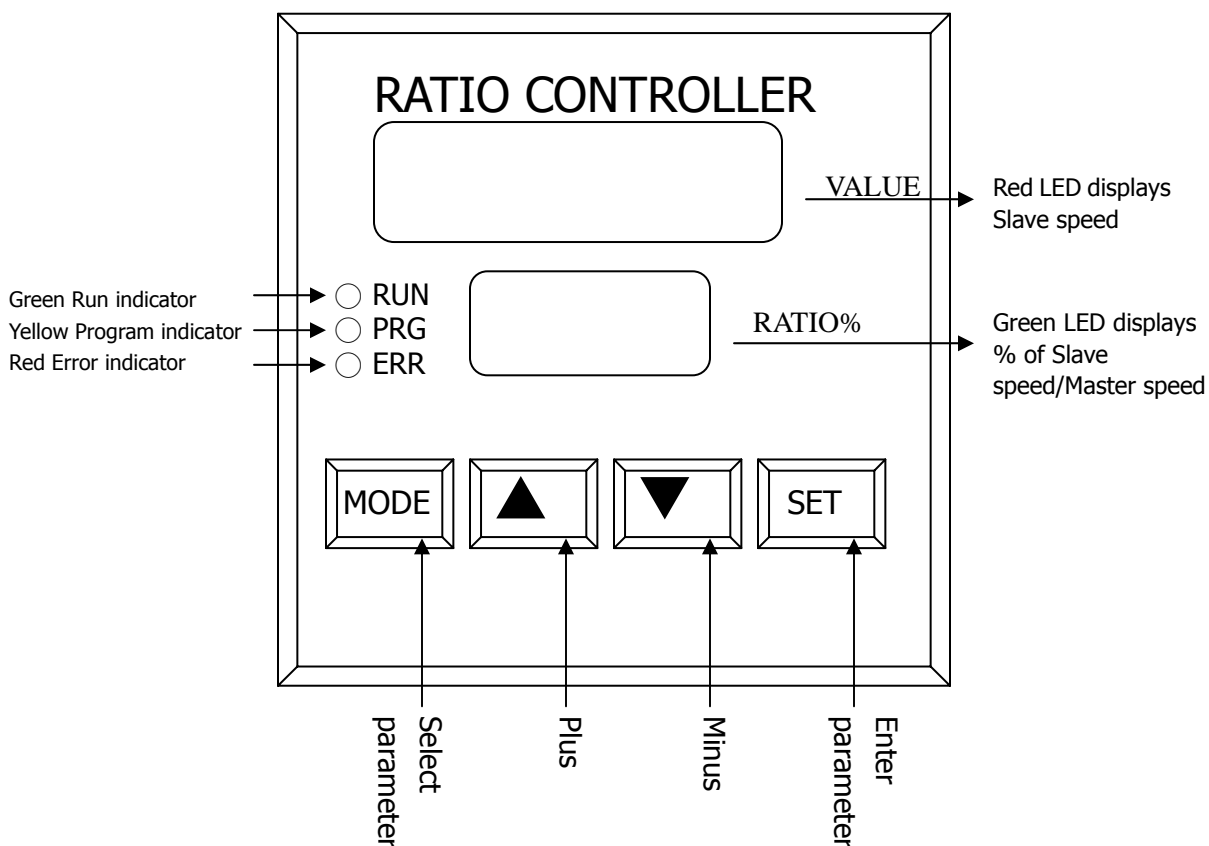 RATIO CONTROLLER
VALUE
Red LED displays
Slave speed
Green Run indicator
RUN
Yellow Program indicator
PRG
Red Error indicator
ERR
RATIO%
Green LED displays
% of Slave
speed/Master speed
MODE
SET
Select
parameter
Plus
Minus
Enter
parameter